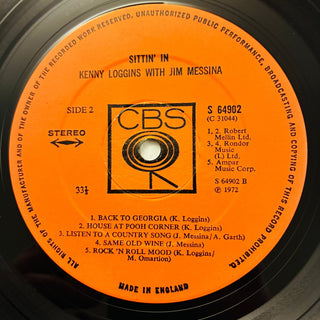 ALL RIGHTS OF THE MANUFACTURER AND OF THE OWNER OF THE RECORDED WORK RESERVED. UNAUTHORIZED PUBLIC PERFORMANCE, BROADCASTING AND COPYING OF THIS RECORD PROHIBITED.
SITTIN' IN
KENNY LOGGINS WITH JIM MESSINA
SIDE 2
STEREO
33⅓
CBS
S 64902
(C 31044)
1, 2. Robert
Mellin Ltd.
3, 4. Rondor
Music
(L) Ltd.
5. Ampar
Music Corp.
S 64902 B
Ⓟ 1972
1. BACK TO GEORGIA (K. Loggins)
2. HOUSE AT POOH CORNER (K. Loggins)
3. LISTEN TO A COUNTRY SONG (J. Messina/A. Garth)
4. SAME OLD WINE (J. Messina)
5. ROCK 'N ROLL MOOD (K. Loggins/
M. Omartion)
MADE IN ENGLAND